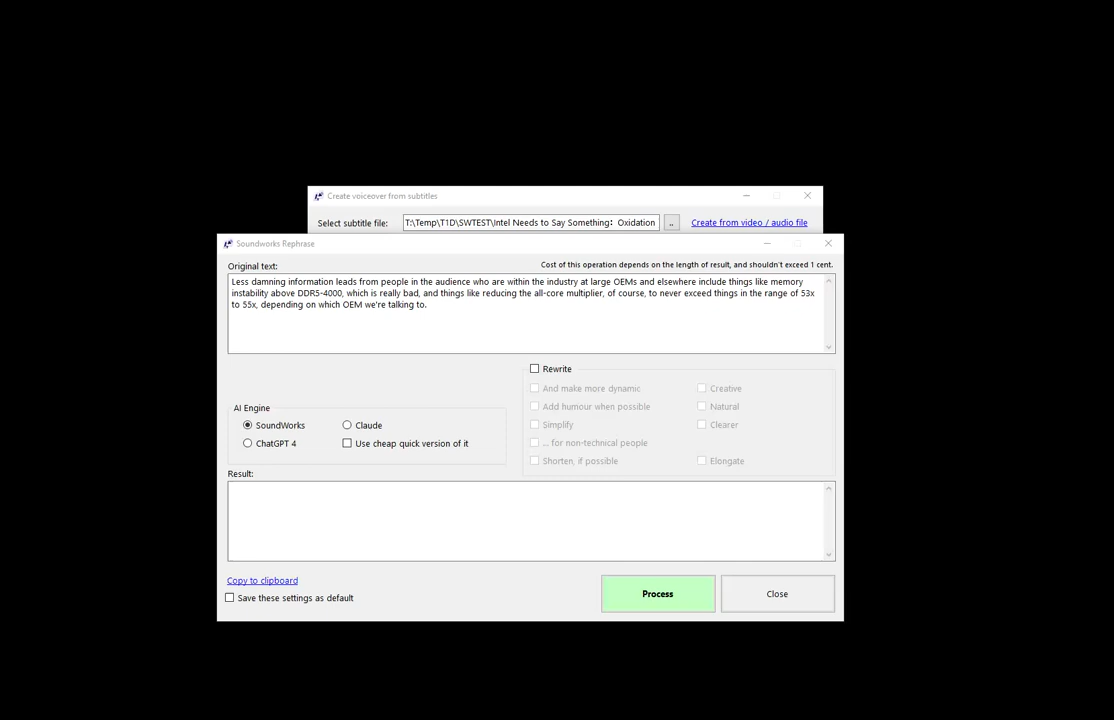 Create voiceover from subtitles
Select subtitle file:
T:\Temp\T1D\SWTEST\Intel Needs to Say Something: Oxidation
..
Create from video / audio file
Soundworks Rephrase
Original text:
Cost of this operation depends on the length of result, and shouldn't exceed 1 cent.
Less damning information leads from people in the audience who are within the industry at large OEMs and elsewhere include things like memory
instability above DDR5-4000, which is really bad, and things like reducing the all-core multiplier, of course, to never exceed things in the range of 53x
to 55x, depending on which OEM we're talking to.
Rewrite
And make more dynamic
Creative
Add humour when possible
Natural
Simplify
Clearer
... for non-technical people
Shorten, if possible
Elongate
AI Engine
SoundWorks
Claude
ChatGPT 4
Use cheap quick version of it
Result:
Copy to clipboard
Save these settings as default
Process
Close